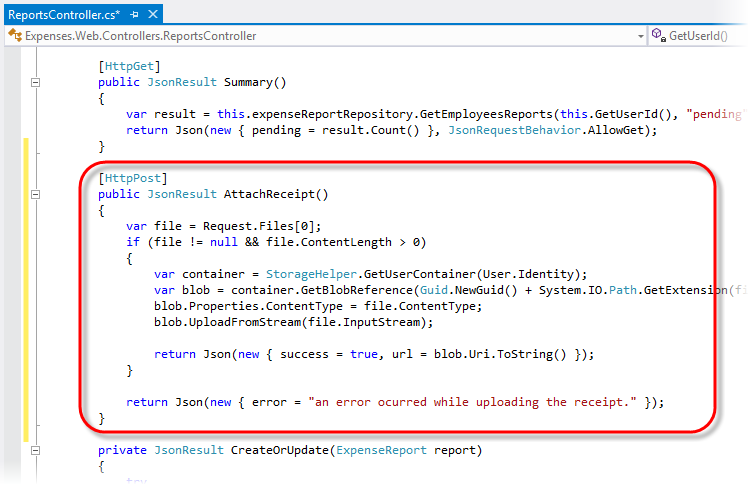 ReportsController.cs*
Expenses.Web.Controllers.ReportsController GetUserId()
[HttpGet]
public JsonResult Summary()
{
var result = this.expenseReportRepository.GetEmployeesReports(this.GetUserId(), "pending"
return Json(new { pending = result.Count() }, JsonRequestBehavior.AllowGet);
}
[HttpPost]
public JsonResult AttachReceipt()
{
var file = Request.Files[0];
if (file != null && file.ContentLength > 0)
{
var container = StorageHelper.GetUserContainer(User.Identity);
var blob = container.GetBlobReference(Guid.NewGuid() + System.IO.Path.GetExtension(fi
blob.Properties.ContentType = file.ContentType;
blob.UploadFromStream(file.InputStream);
return Json(new { success = true, url = blob.Uri.ToString() });
}
return Json(new { error = "an error ocurred while uploading the receipt." });
}
private JsonResult CreateOrUpdate(ExpenseReport report)
{
try